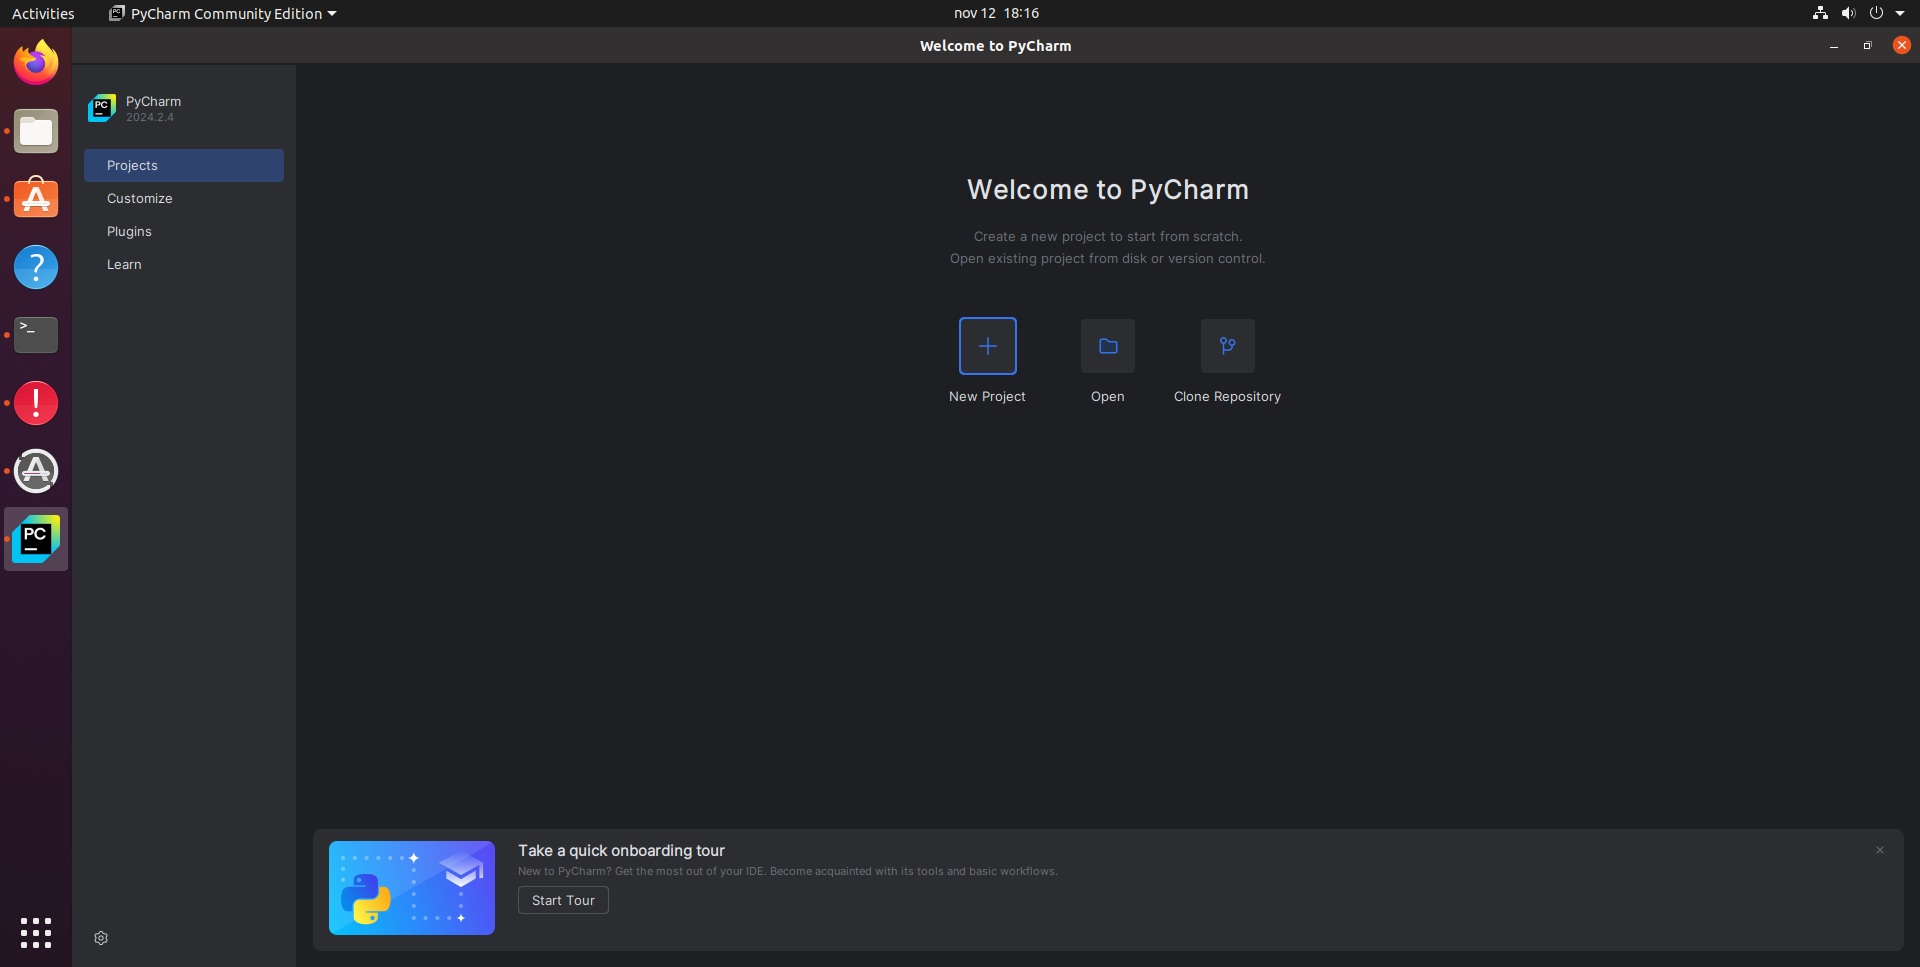 Activities
PyCharm Community Edition
nov 12 18:16
Welcome to PyCharm
PC
PyCharm
2024.2.4
Projects
Customize
Plugins
Learn
Welcome to PyCharm
Create a new project to start from scratch.
Open existing project from disk or version control.
New Project
Open
Clone Repository
>_
PC
Take a quick onboarding tour
New to PyCharm? Get the most out of your IDE. Become acquainted with its tools and basic workflows.
Start Tour